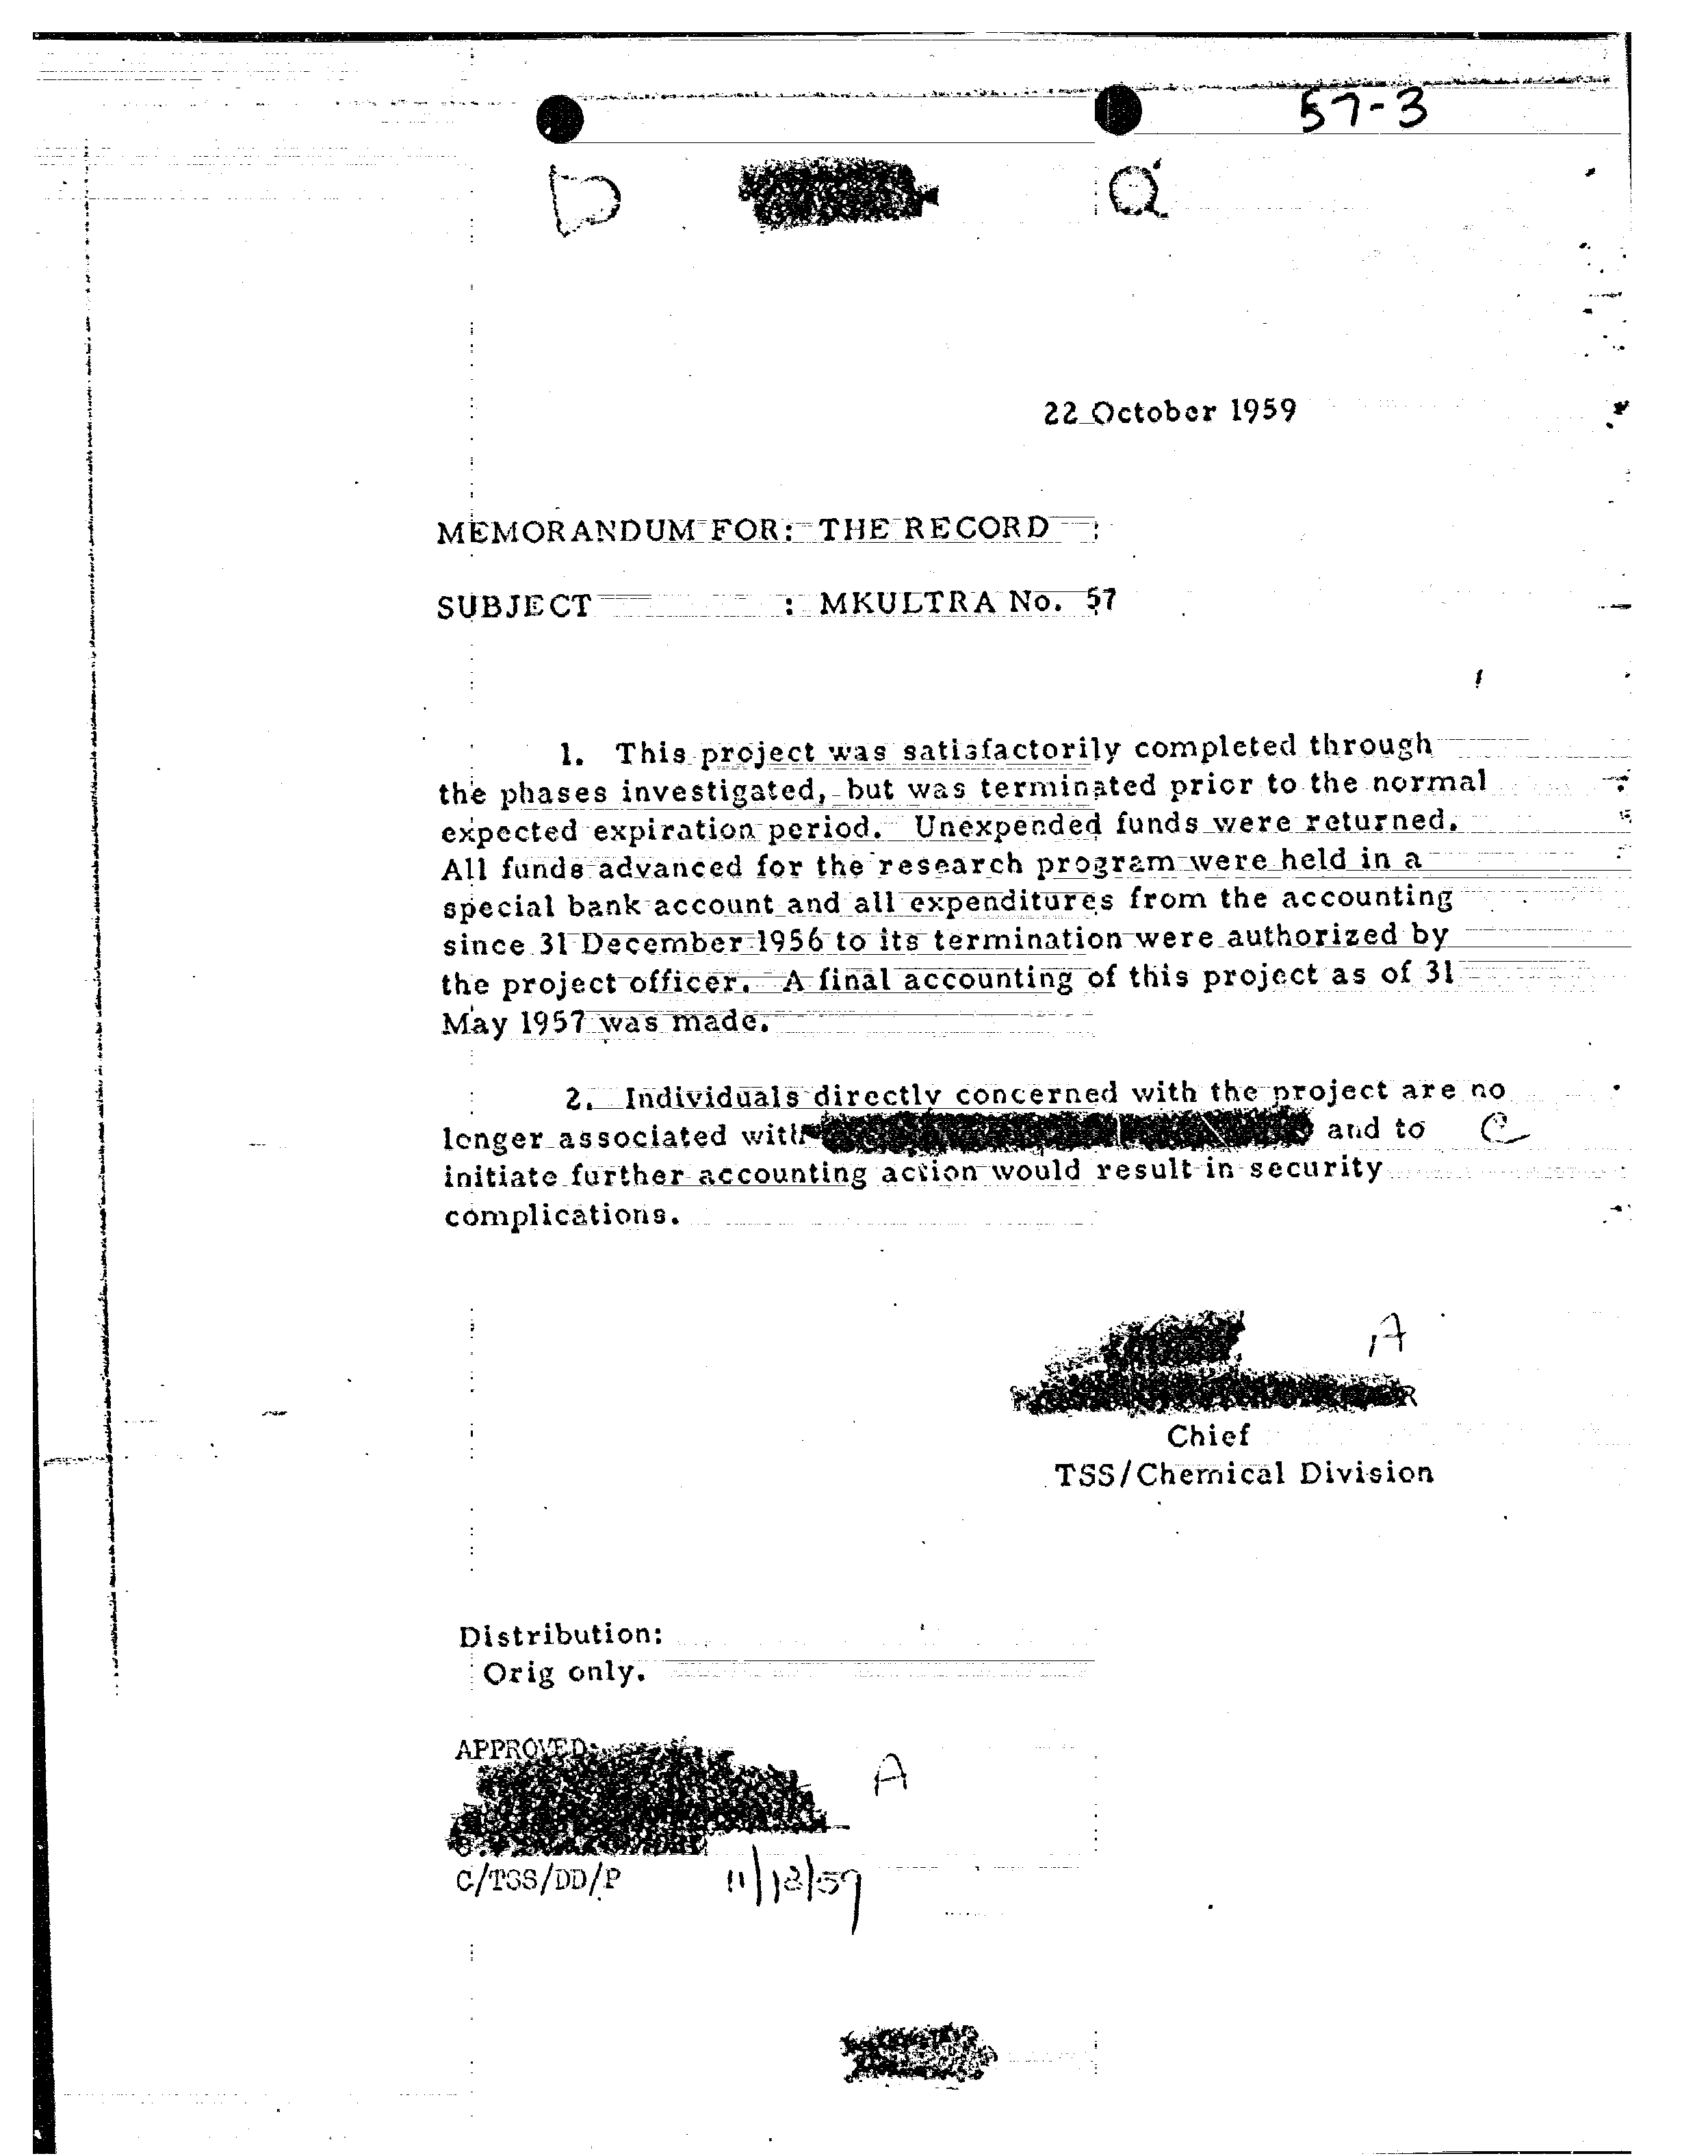 57-3
22 October 1959
MEMORANDUM FOR: THE RECORD
SUBJECT : MKULTRA No. 57
1. This project was satisfactorily completed through
the phases investigated, but was terminated prior to the normal
expected expiration period. Unexpended funds were returned.
All funds advanced for the research program were held in a
special bank account and all expenditures from the accounting
since 31 December 1956 to its termination were authorized by
the project officer. A final accounting of this project as of 31
May 1957 was made.
2. Individuals directly concerned with the project are no
longer associated with and to C
initiate further accounting action would result in security
complications.
A
Chief
TSS/Chemical Division
Distribution:
Orig only.
APPROVED:
A
C/TSS/DD/P 11/18/59